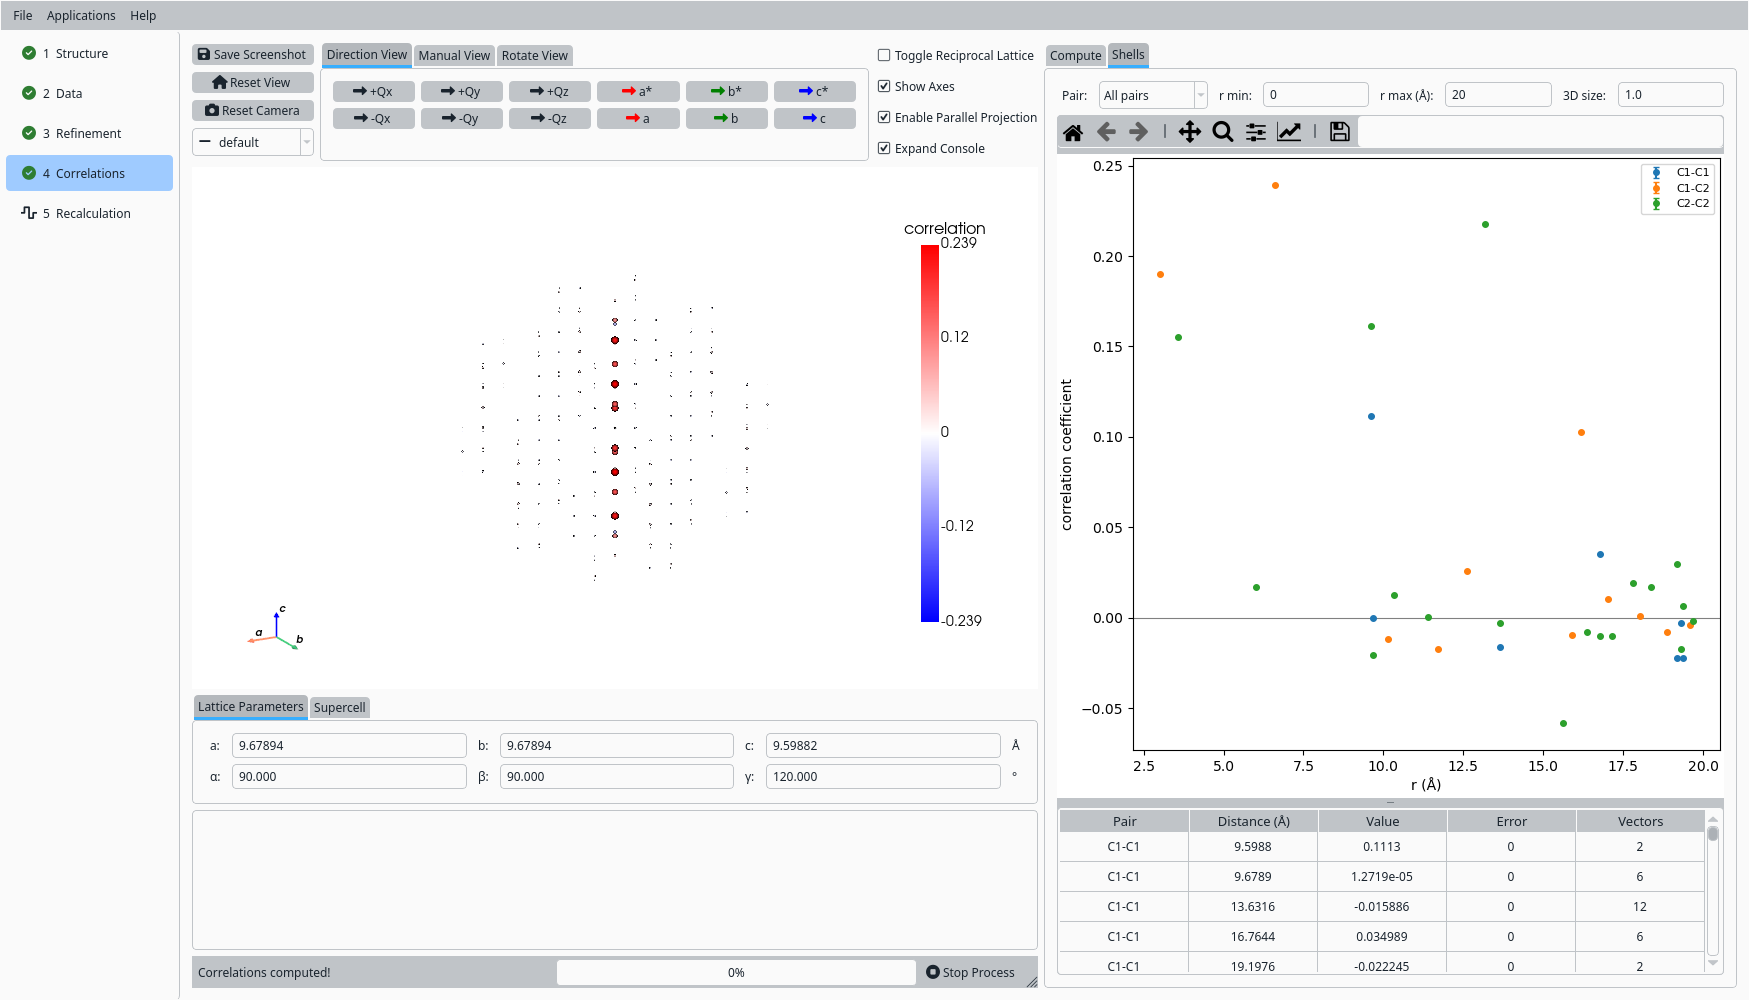 File Applications Help
1 Structure
2 Data
3 Refinement
4 Correlations
5 Recalculation
Save Screenshot
Reset View
Reset Camera
default
Direction View Manual View Rotate View
+Qx +Qy +Qz a* b* c*
-Qx -Qy -Qz a b c
Toggle Reciprocal Lattice
Show Axes
Enable Parallel Projection
Expand Console
correlation
0.239
0.12
0
-0.12
-0.239
a b c
Lattice Parameters Supercell
a: 9.67894 b: 9.67894 c: 9.59882 Å
α: 90.000 β: 90.000 γ: 120.000 °
Correlations computed! 0% Stop Process
Compute Shells
Pair: All pairs r min: 0 r max (Å): 20 3D size: 1.0
C1-C1
C1-C2
C2-C2
0.25
0.20
0.15
0.10
0.05
0.00
−0.05
correlation coefficient
2.5 5.0 7.5 10.0 12.5 15.0 17.5 20.0
r (Å)
Pair Distance (Å) Value Error Vectors
C1-C1 9.5988 0.1113 0 2
C1-C1 9.6789 1.2719e-05 0 6
C1-C1 13.6316 -0.015886 0 12
C1-C1 16.7644 0.034989 0 6
C1-C1 19.1976 -0.022245 0 2